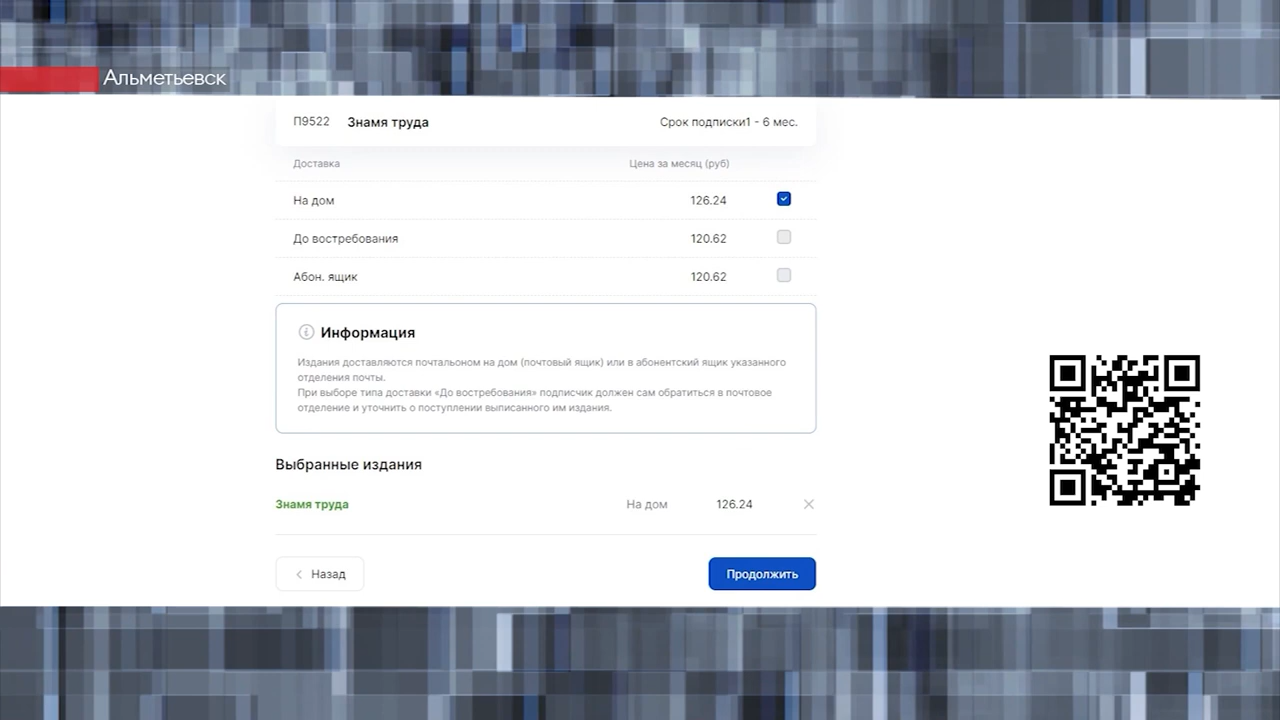 Альметьевск
П9522 Знамя труда Срок подписки1 - 6 мес.
Доставка Цена за месяц (руб)
На дом 126.24
До востребования 120.62
Абон. ящик 120.62
Информация
Издания доставляются почтальоном на дом (почтовый ящик) или в абонентский ящик указанного
отделения почты.
При выборе типа доставки «До востребования» подписчик должен сам обратиться в почтовое
отделение и уточнить о поступлении выписанного им издания.
Выбранные издания
Знамя труда На дом 126.24
Назад
Продолжить